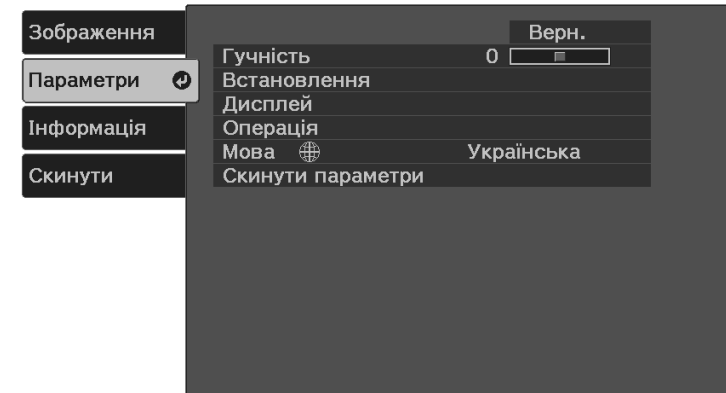 Зображення
Параметри
Інформація
Скинути
Верн.
Гучність 0
Встановлення
Дисплей
Операція
Мова Українська
Скинути параметри